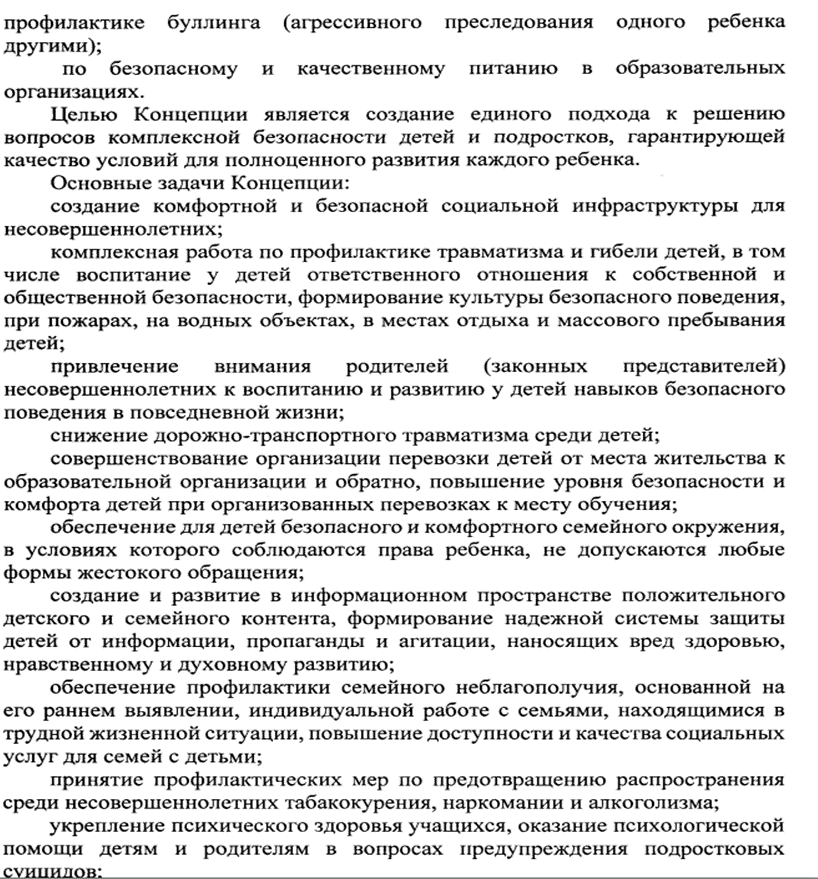 профилактике буллинга (агрессивного преследования одного ребенка
другими);
по безопасному и качественному питанию в образовательных
организациях.
Целью Концепции является создание единого подхода к решению
вопросов комплексной безопасности детей и подростков, гарантирующей
качество условий для полноценного развития каждого ребенка.
Основные задачи Концепции:
создание комфортной и безопасной социальной инфраструктуры для
несовершеннолетних;
комплексная работа по профилактике травматизма и гибели детей, в том
числе воспитание у детей ответственного отношения к собственной и
общественной безопасности, формирование культуры безопасного поведения,
при пожарах, на водных объектах, в местах отдыха и массового пребывания
детей;
привлечение внимания родителей (законных представителей)
несовершеннолетних к воспитанию и развитию у детей навыков безопасного
поведения в повседневной жизни;
снижение дорожно-транспортного травматизма среди детей;
совершенствование организации перевозки детей от места жительства к
образовательной организации и обратно, повышение уровня безопасности и
комфорта детей при организованных перевозках к месту обучения;
обеспечение для детей безопасного и комфортного семейного окружения,
в условиях которого соблюдаются права ребенка, не допускаются любые
формы жестокого обращения;
создание и развитие в информационном пространстве положительного
детского и семейного контента, формирование надежной системы защиты
детей от информации, пропаганды и агитации, наносящих вред здоровью,
нравственному и духовному развитию;
обеспечение профилактики семейного неблагополучия, основанной на
его раннем выявлении, индивидуальной работе с семьями, находящимися в
трудной жизненной ситуации, повышение доступности и качества социальных
услуг для семей с детьми;
принятие профилактических мер по предотвращению распространения
среди несовершеннолетних табакокурения, наркомании и алкоголизма;
укрепление психического здоровья учащихся, оказание психологической
помощи детям и родителям в вопросах предупреждения подростковых
суицидов;